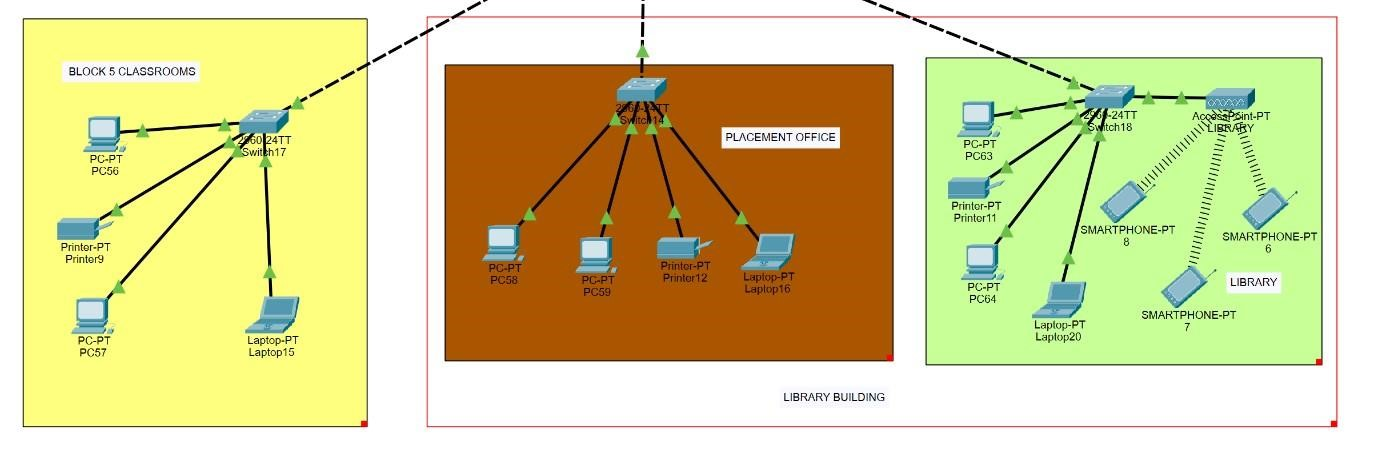 BLOCK 5 CLASSROOMS
2960-24TT
Switch17
PC-PT
PC56
Printer-PT
Printer9
PC-PT
PC57
Laptop-PT
Laptop15
2960-24TT
Switch14
PLACEMENT OFFICE
PC-PT
PC58
PC-PT
PC59
Printer-PT
Printer12
Laptop-PT
Laptop16
2960-24TT
Switch18
AccessPoint-PT
LIBRARY
PC-PT
PC63
Printer-PT
Printer11
SMARTPHONE-PT
8
SMARTPHONE-PT
6
PC-PT
PC64
LIBRARY
SMARTPHONE-PT
7
Laptop-PT
Laptop20
LIBRARY BUILDING